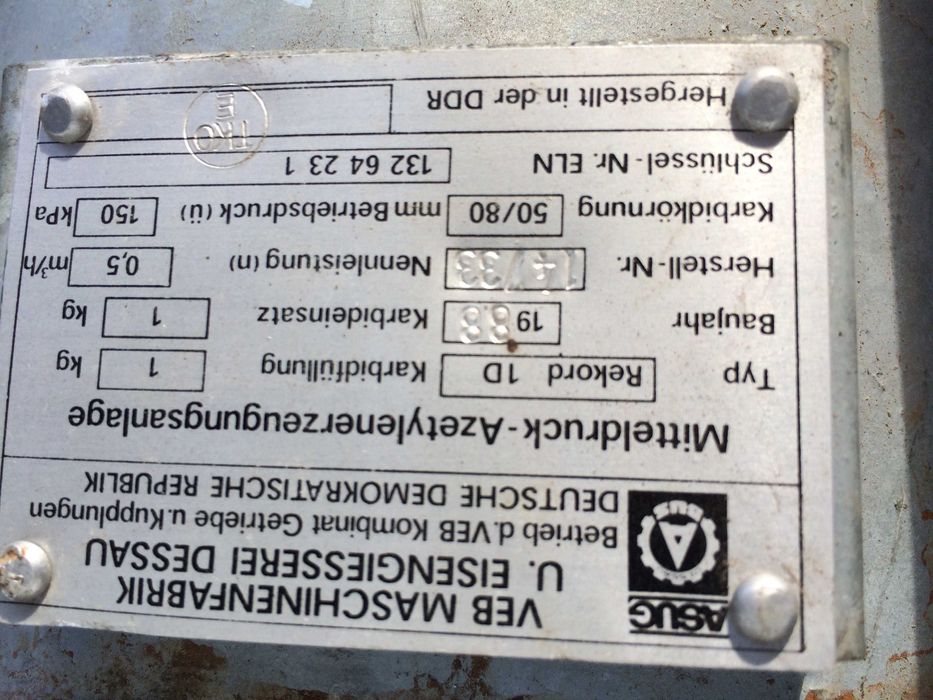 ASUG
VEB MASCHINENFABRIK
U. EISENGIESSEREI DESSAU
Betrieb d. VEB Kombinat Getriebe u. Kupplungen
DEUTSCHE DEMOKRATISCHE REPUBLIK
Mitteldruck-Azetylenerzeugungsanlage
Typ Rekord 1D Karbidfüllung 1 kg
Baujahr 1988 Karbideinsatz 1 kg
Herstell-Nr. Nennleistung (n) 0,5 m³/h
Karbidkörnung 50/80 mm Betriebsdruck (ü) 150 kPa
Schlüssel-Nr. ELN 132 64 23 1
Hergestellt in der DDR TKO E